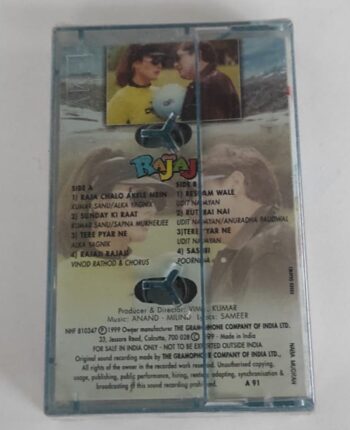 RAJAJI
SIDE A
1) RAJA CHALO AKELE MEIN
KUMAR SANU/ALKA YAGNIK
2) SUNDAY KI RAAT
KUMAR SANU/SAPNA MUKHERJEE
3) TERE PYAR NE
ALKA YAGNIK
4) RAJAJI RAJAJI
VINOD RATHOD & CHORUS
SIDE B
1) RESHAM WALE
UDIT NARAYAN
2) RUT HAI NAI
UDIT NARAYAN/ANURADHA PAUDWAL
3) TERE PYAR NE
UDIT NARAYAN
4)
POORNIMA
Producer & Director: VIMAL KUMAR
Music: ANAND - MILIND Lyrics: SAMEER
NHF 810347 Ⓟ 1999 Owner manufacturer THE GRAMOPHONE COMPANY OF INDIA LTD.
33, Jessore Road, Calcutta, 700 028 © 1999 - Made in India
FOR SALE IN INDIA ONLY - NOT TO BE EXPORTED OUTSIDE INDIA
Original sound recording made by THE GRAMOPHONE COMPANY OF INDIA LTD.,
All rights of the owner in the recorded work reserved. Unauthorised copying,
usage, publishing, public performance, hiring, renting, adapting, synchronisation &
broadcasting of this sound recording prohibited.
A 91